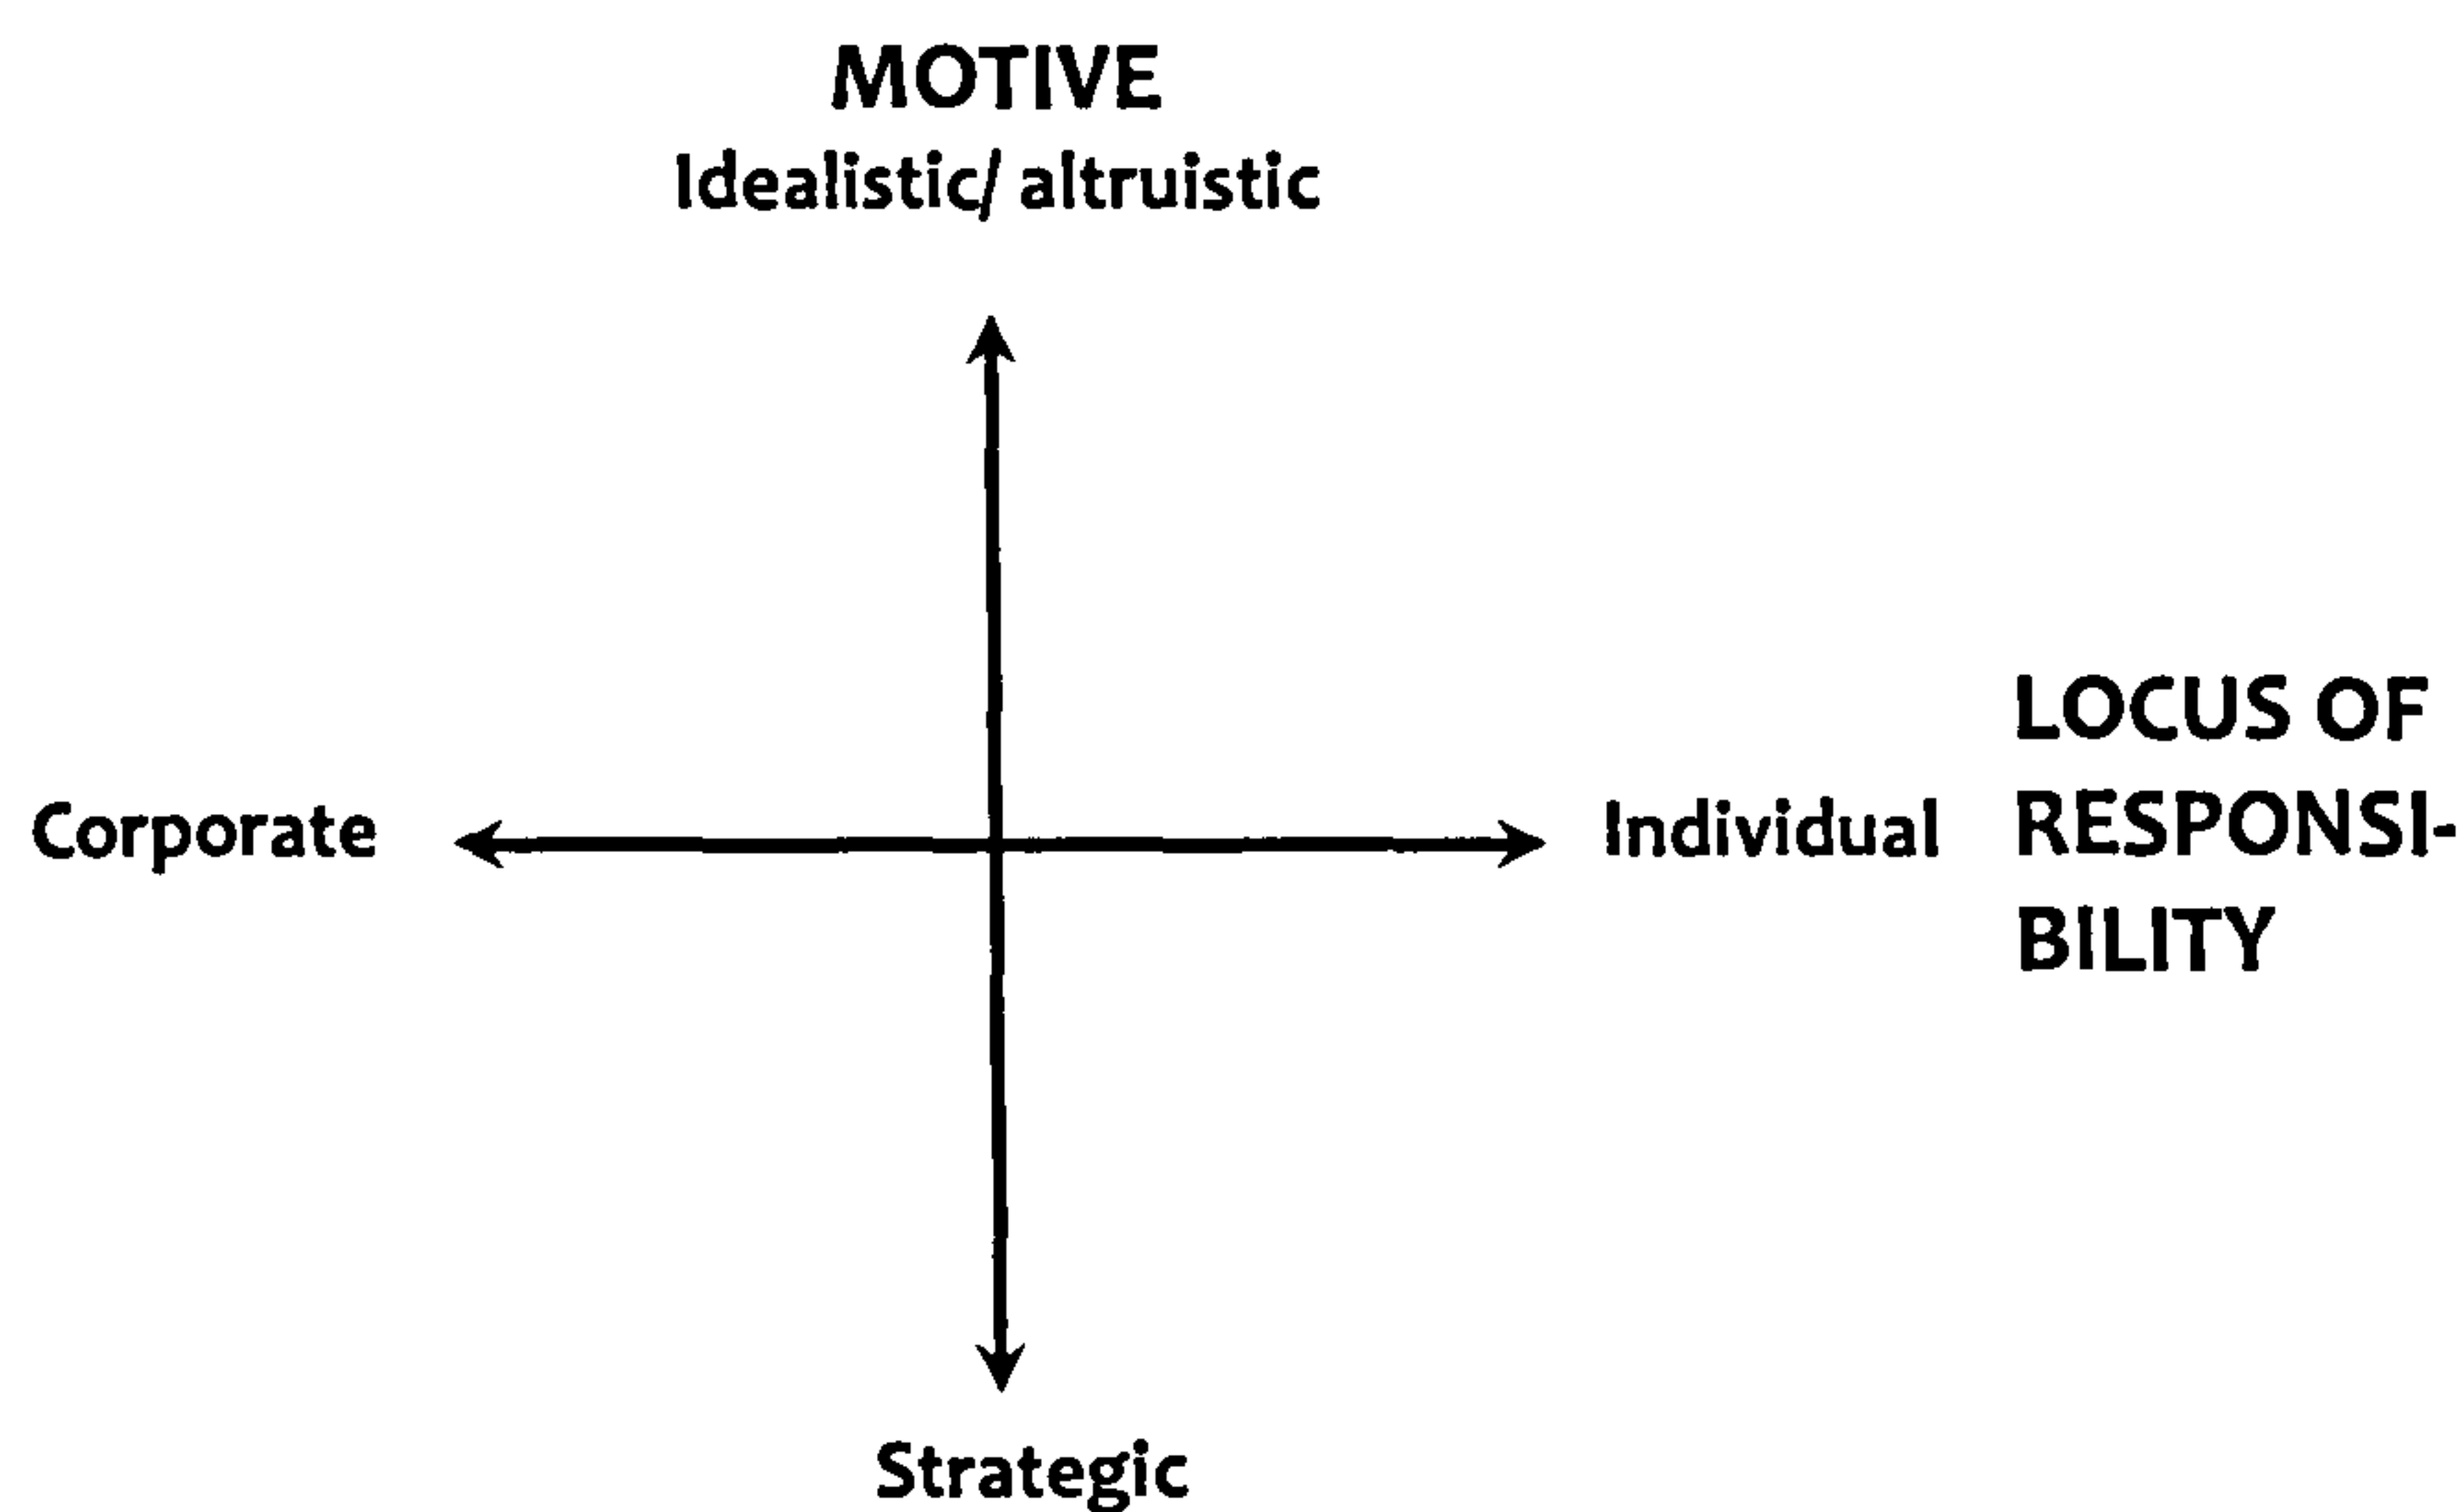 MOTIVE
Idealistic/ altruistic
Corporate
Individual
LOCUS OF
RESPONSI-
BILITY
Strategic